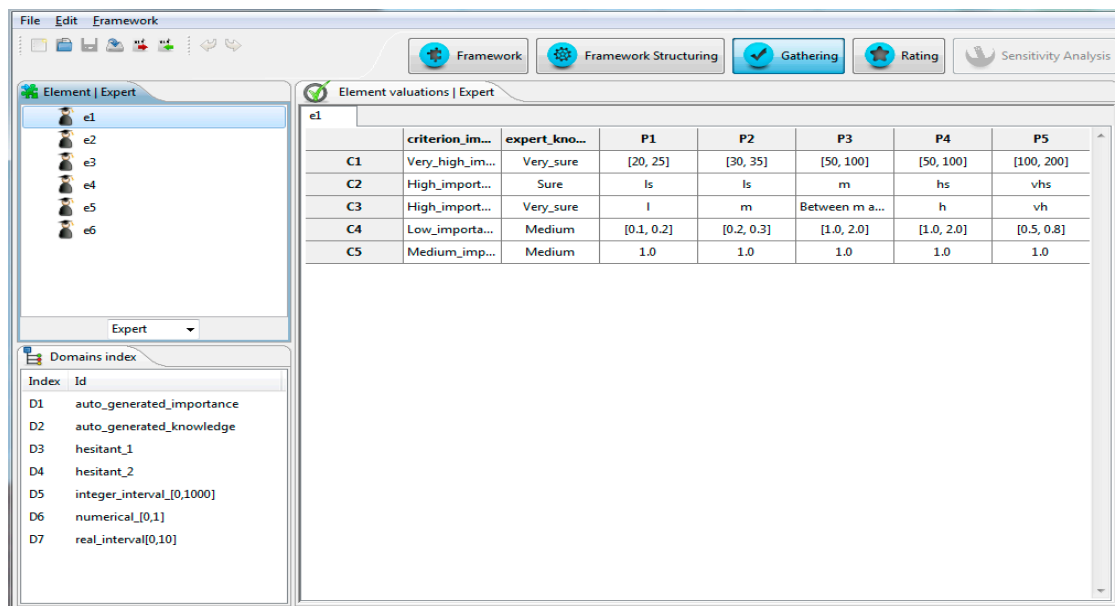 File Edit Framework
Framework Framework Structuring Gathering Rating Sensitivity Analysis
Element | Expert
e1
e2
e3
e4
e5
e6
Expert
Domains index
Index Id
D1 auto_generated_importance
D2 auto_generated_knowledge
D3 hesitant_1
D4 hesitant_2
D5 integer_interval_[0,1000]
D6 numerical_[0,1]
D7 real_interval[0,10]
Element valuations | Expert
e1
criterion_im... expert_kno... P1 P2 P3 P4 P5
C1 Very_high_im... Very_sure [20, 25] [30, 35] [50, 100] [50, 100] [100, 200]
C2 High_import... Sure ls ls m hs vhs
C3 High_import... Very_sure l m Between m a... h vh
C4 Low_importa... Medium [0.1, 0.2] [0.2, 0.3] [1.0, 2.0] [1.0, 2.0] [0.5, 0.8]
C5 Medium_imp... Medium 1.0 1.0 1.0 1.0 1.0